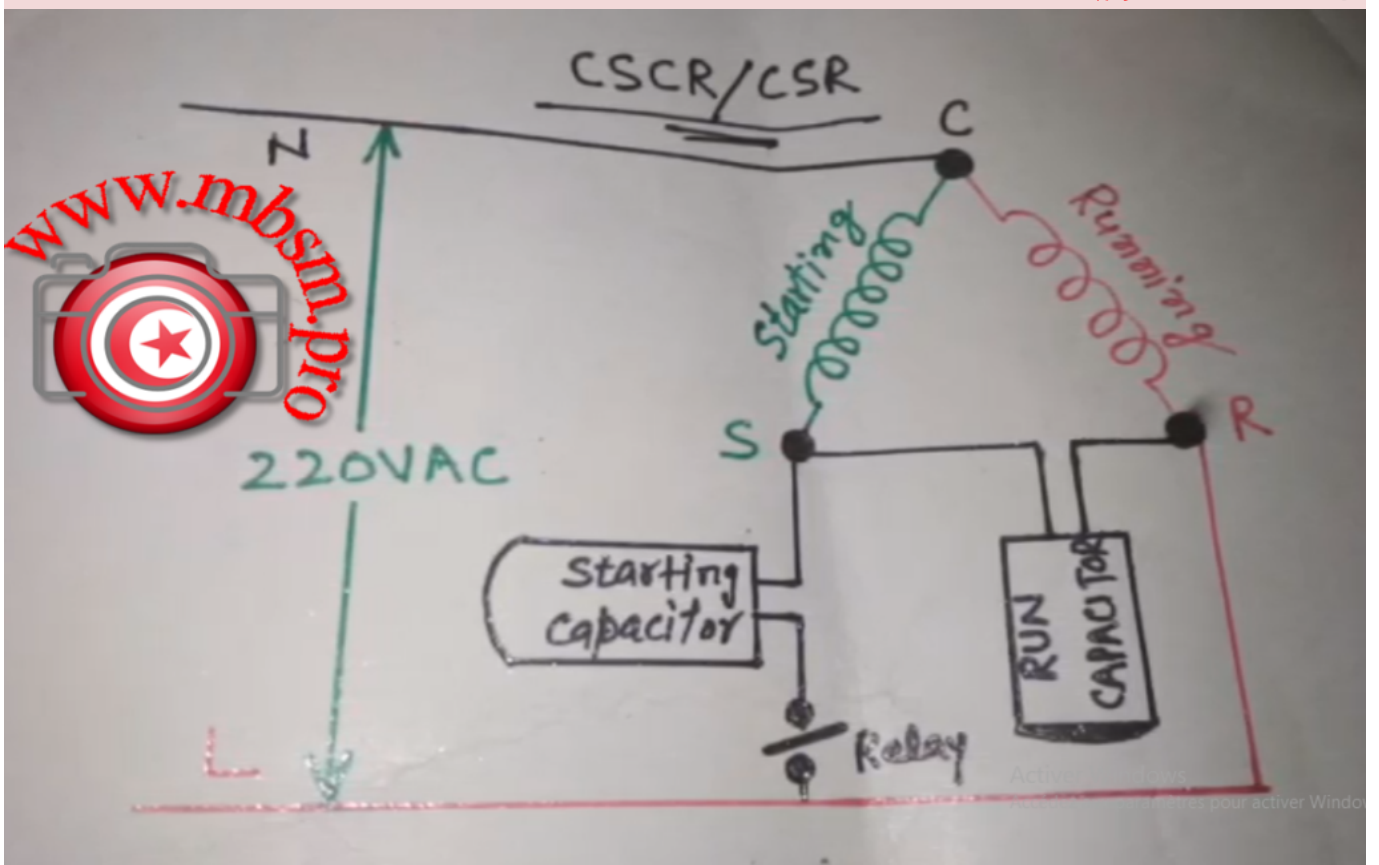 CSCR/CSR
C
N
www.mbsm.pro
Starting
Running
S
R
220VAC
Starting
capacitor
RUN
CAPACITOR
Relay
L